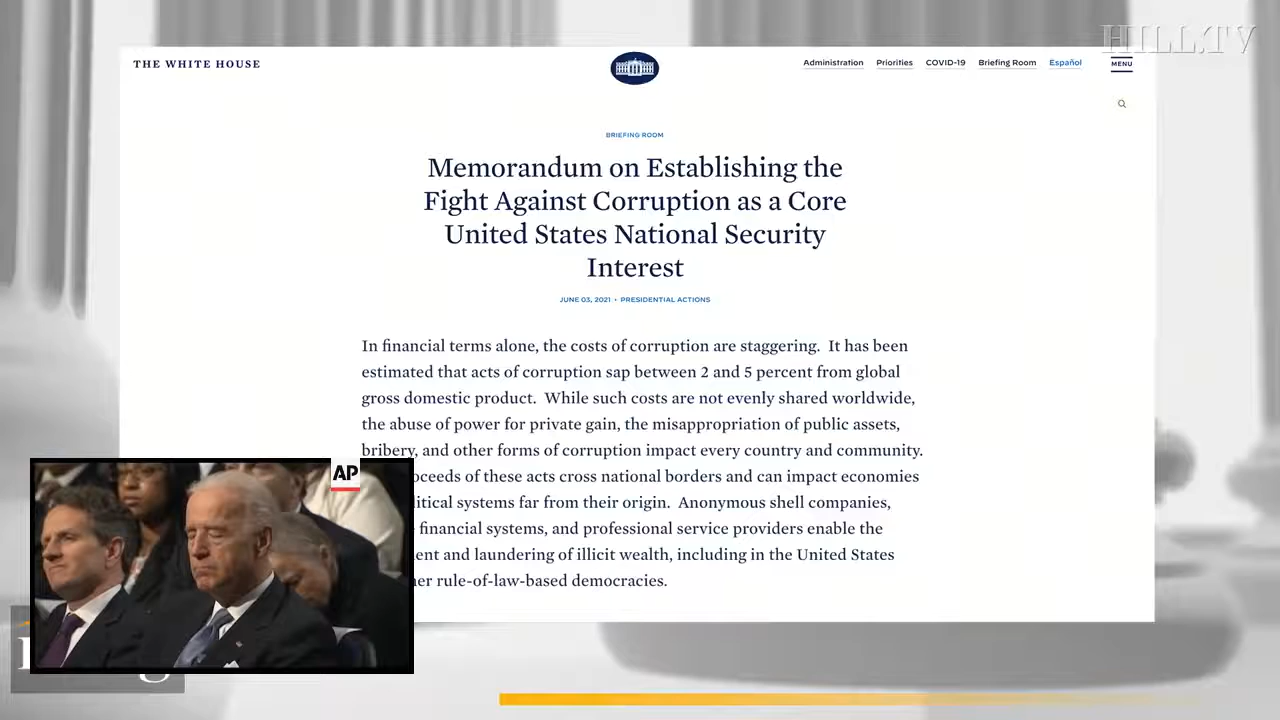 HILL.TV
THE WHITE HOUSE
Administration Priorities COVID-19 Briefing Room Español MENU
BRIEFING ROOM
Memorandum on Establishing the
Fight Against Corruption as a Core
United States National Security
Interest
JUNE 03, 2021 • PRESIDENTIAL ACTIONS
In financial terms alone, the costs of corruption are staggering. It has been
estimated that acts of corruption sap between 2 and 5 percent from global
gross domestic product. While such costs are not evenly shared worldwide,
the abuse of power for private gain, the misappropriation of public assets,
bribery, and other forms of corruption impact every country and community.
oceeds of these acts cross national borders and can impact economies
itical systems far from their origin. Anonymous shell companies,
financial systems, and professional service providers enable the
ent and laundering of illicit wealth, including in the United States
er rule-of-law-based democracies.
AP